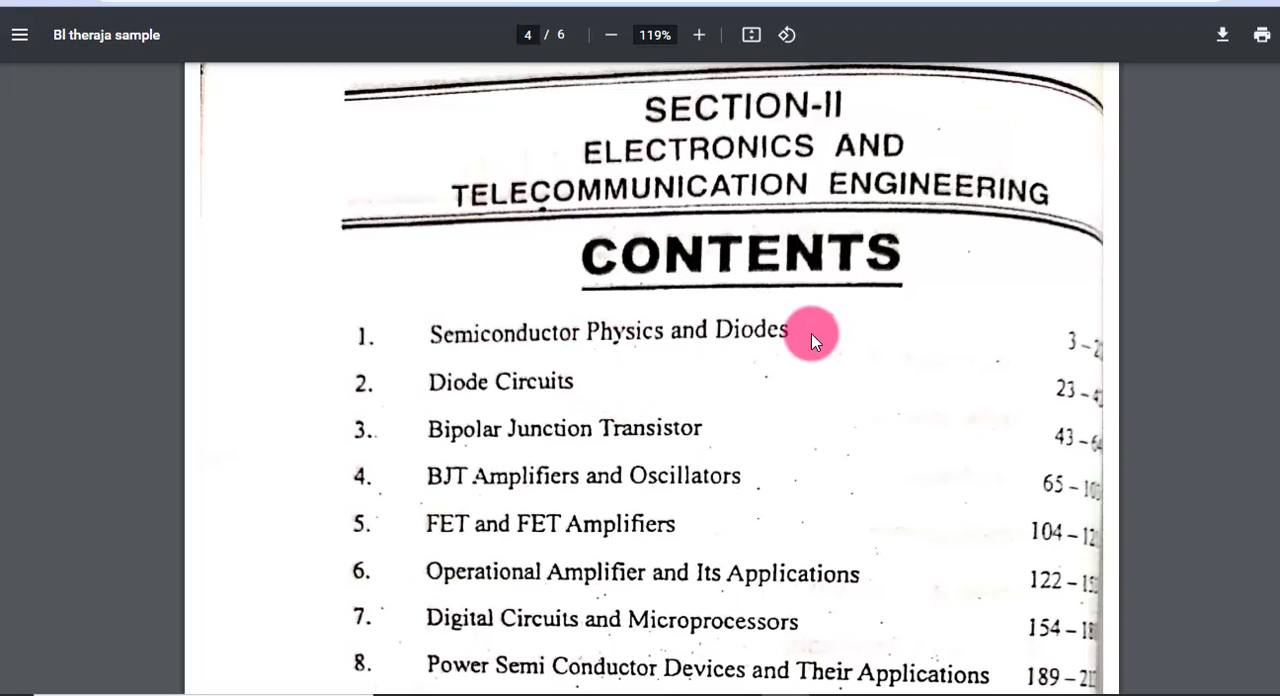 Bl theraja sample
4 / 6
119%
SECTION-II
ELECTRONICS AND
TELECOMMUNICATION ENGINEERING
CONTENTS
1. Semiconductor Physics and Diodes 3 –
2. Diode Circuits 23 –
3. Bipolar Junction Transistor 43 –
4. BJT Amplifiers and Oscillators 65 –
5. FET and FET Amplifiers 104 –
6. Operational Amplifier and Its Applications 122 –
7. Digital Circuits and Microprocessors 154 –
8. Power Semi Conductor Devices and Their Applications 189 –